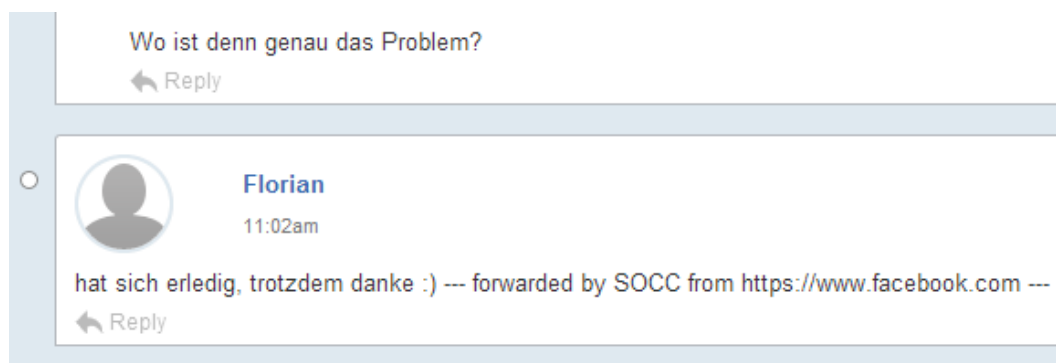 Wo ist denn genau das Problem?
Reply
Florian
11:02am
hat sich erledig, trotzdem danke :) --- forwarded by SOCC from https://www.facebook.com ---
Reply